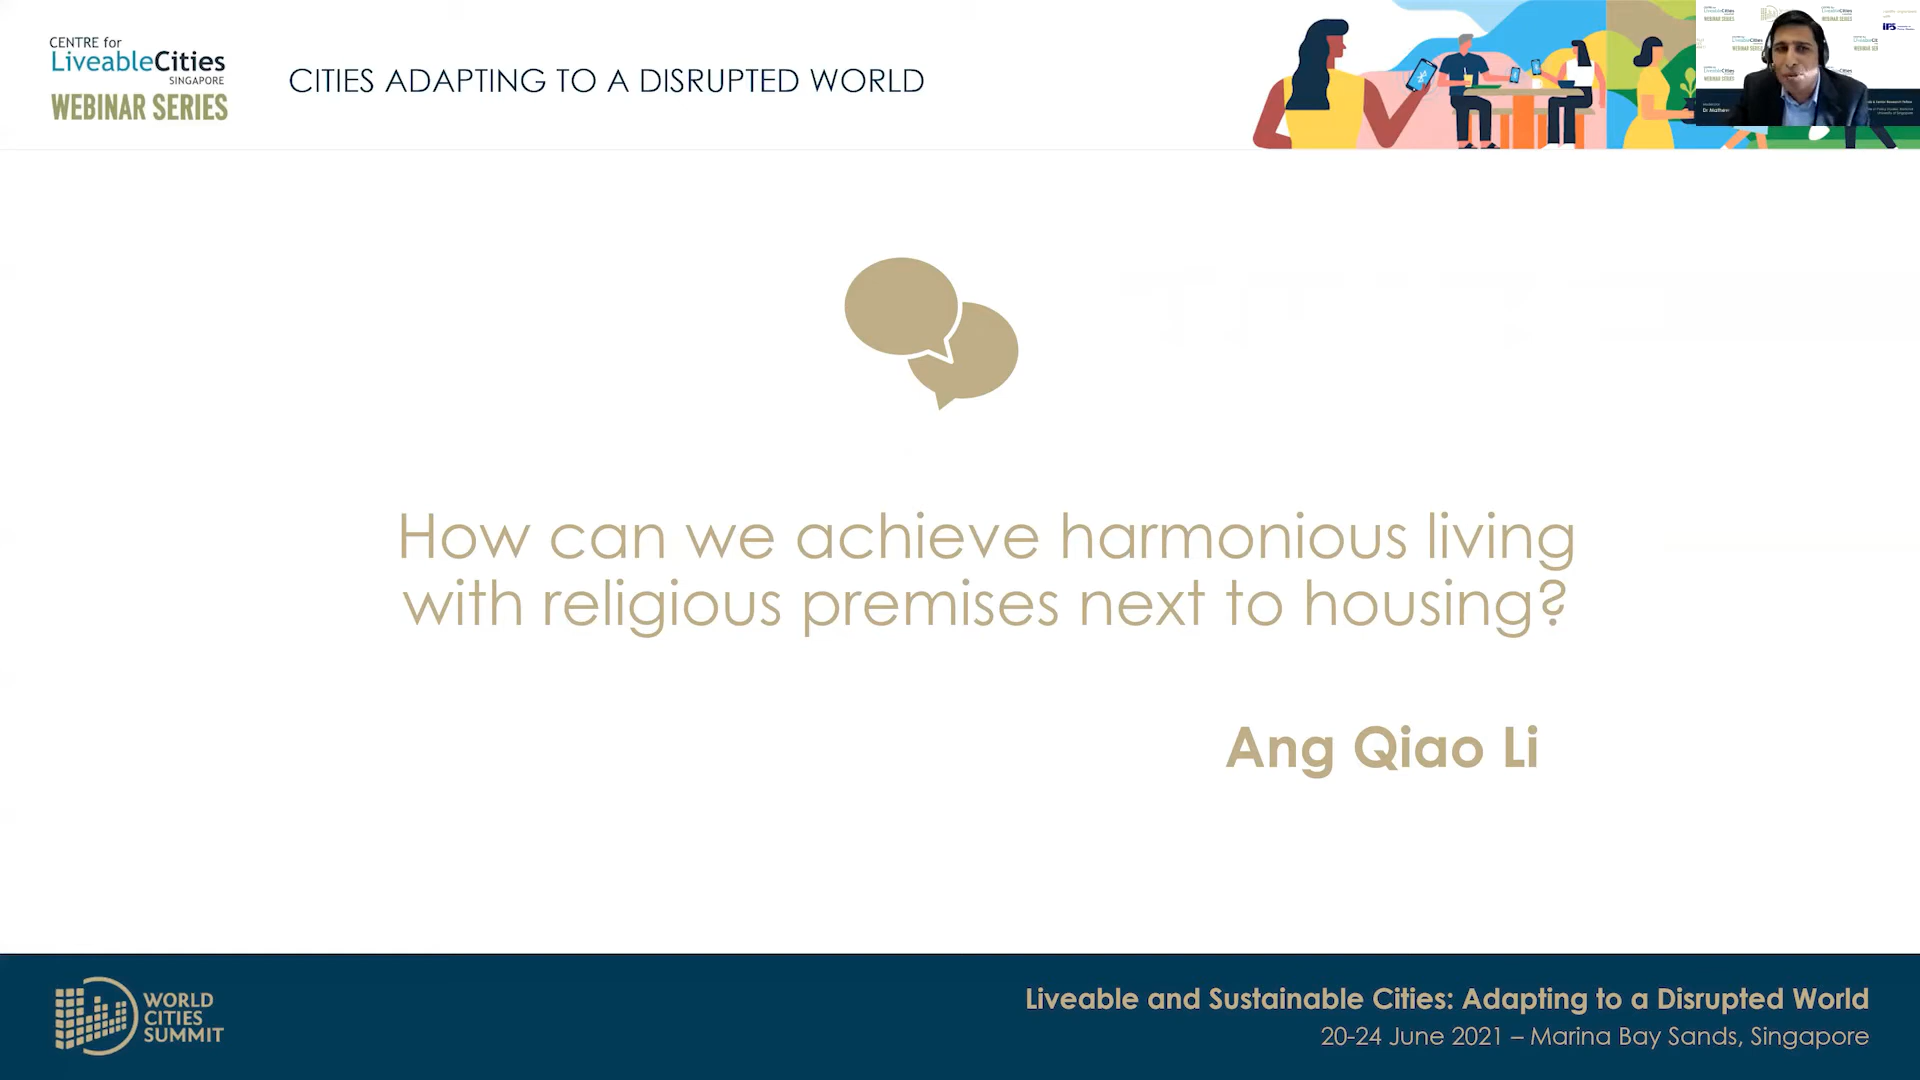 CENTRE for
LiveableCities
SINGAPORE
WEBINAR SERIES
CITIES ADAPTING TO A DISRUPTED WORLD
How can we achieve harmonious living
with religious premises next to housing?
Ang Qiao Li
WORLD
CITIES
SUMMIT
Liveable and Sustainable Cities: Adapting to a Disrupted World
20-24 June 2021 – Marina Bay Sands, Singapore